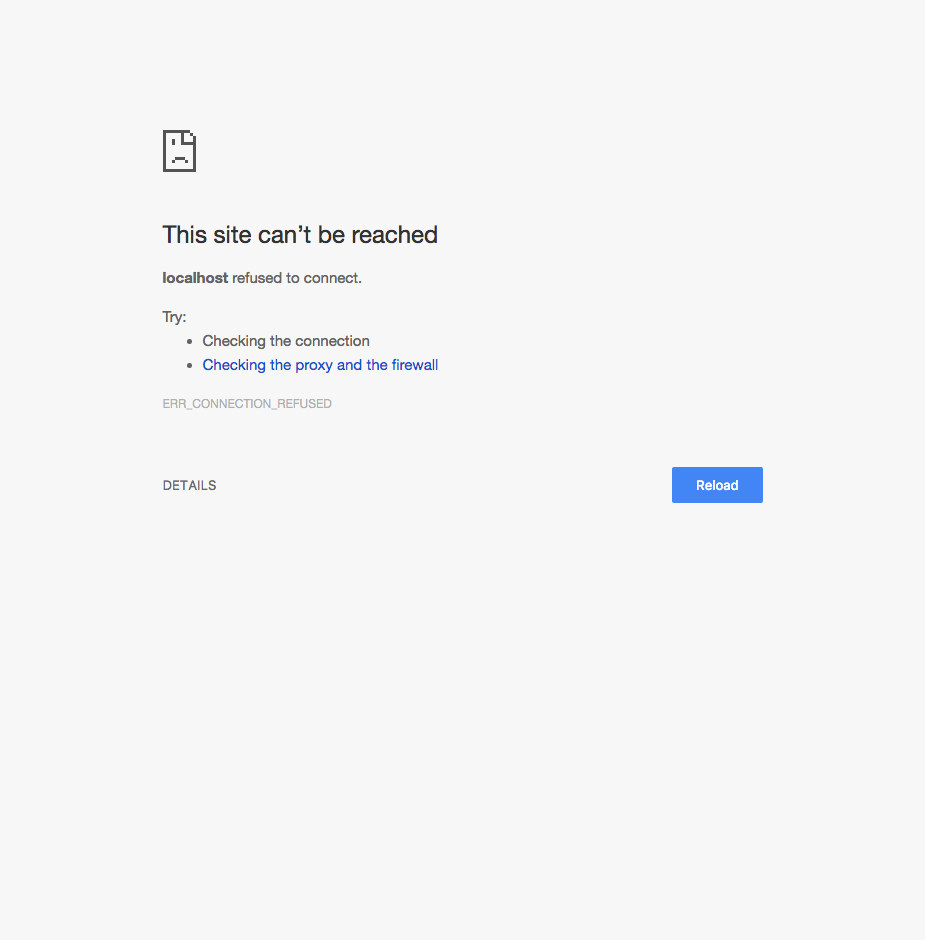 This site can’t be reached
localhost refused to connect.
Try:
• Checking the connection
• Checking the proxy and the firewall
ERR_CONNECTION_REFUSED
DETAILS
Reload